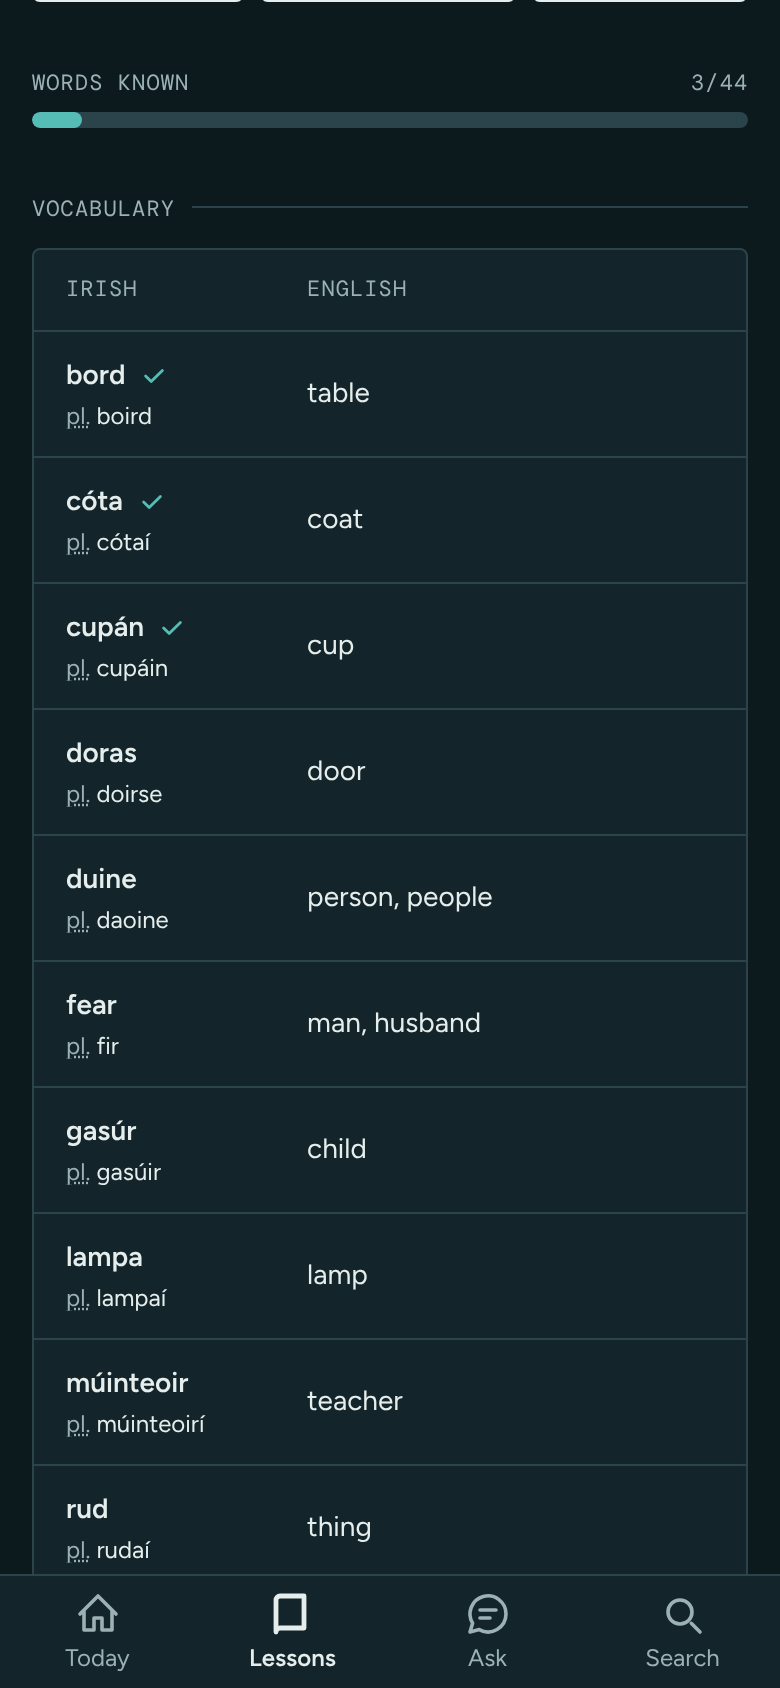 WORDS KNOWN 3/44
VOCABULARY
IRISH ENGLISH
bord
pl. boird
table
cóta
pl. cótaí
coat
cupán
pl. cupáin
cup
doras
pl. doirse
door
duine
pl. daoine
person, people
fear
pl. fir
man, husband
gasúr
pl. gasúir
child
lampa
pl. lampaí
lamp
múinteoir
pl. múinteoirí
teacher
rud
pl. rudaí
thing
Today Lessons Ask Search